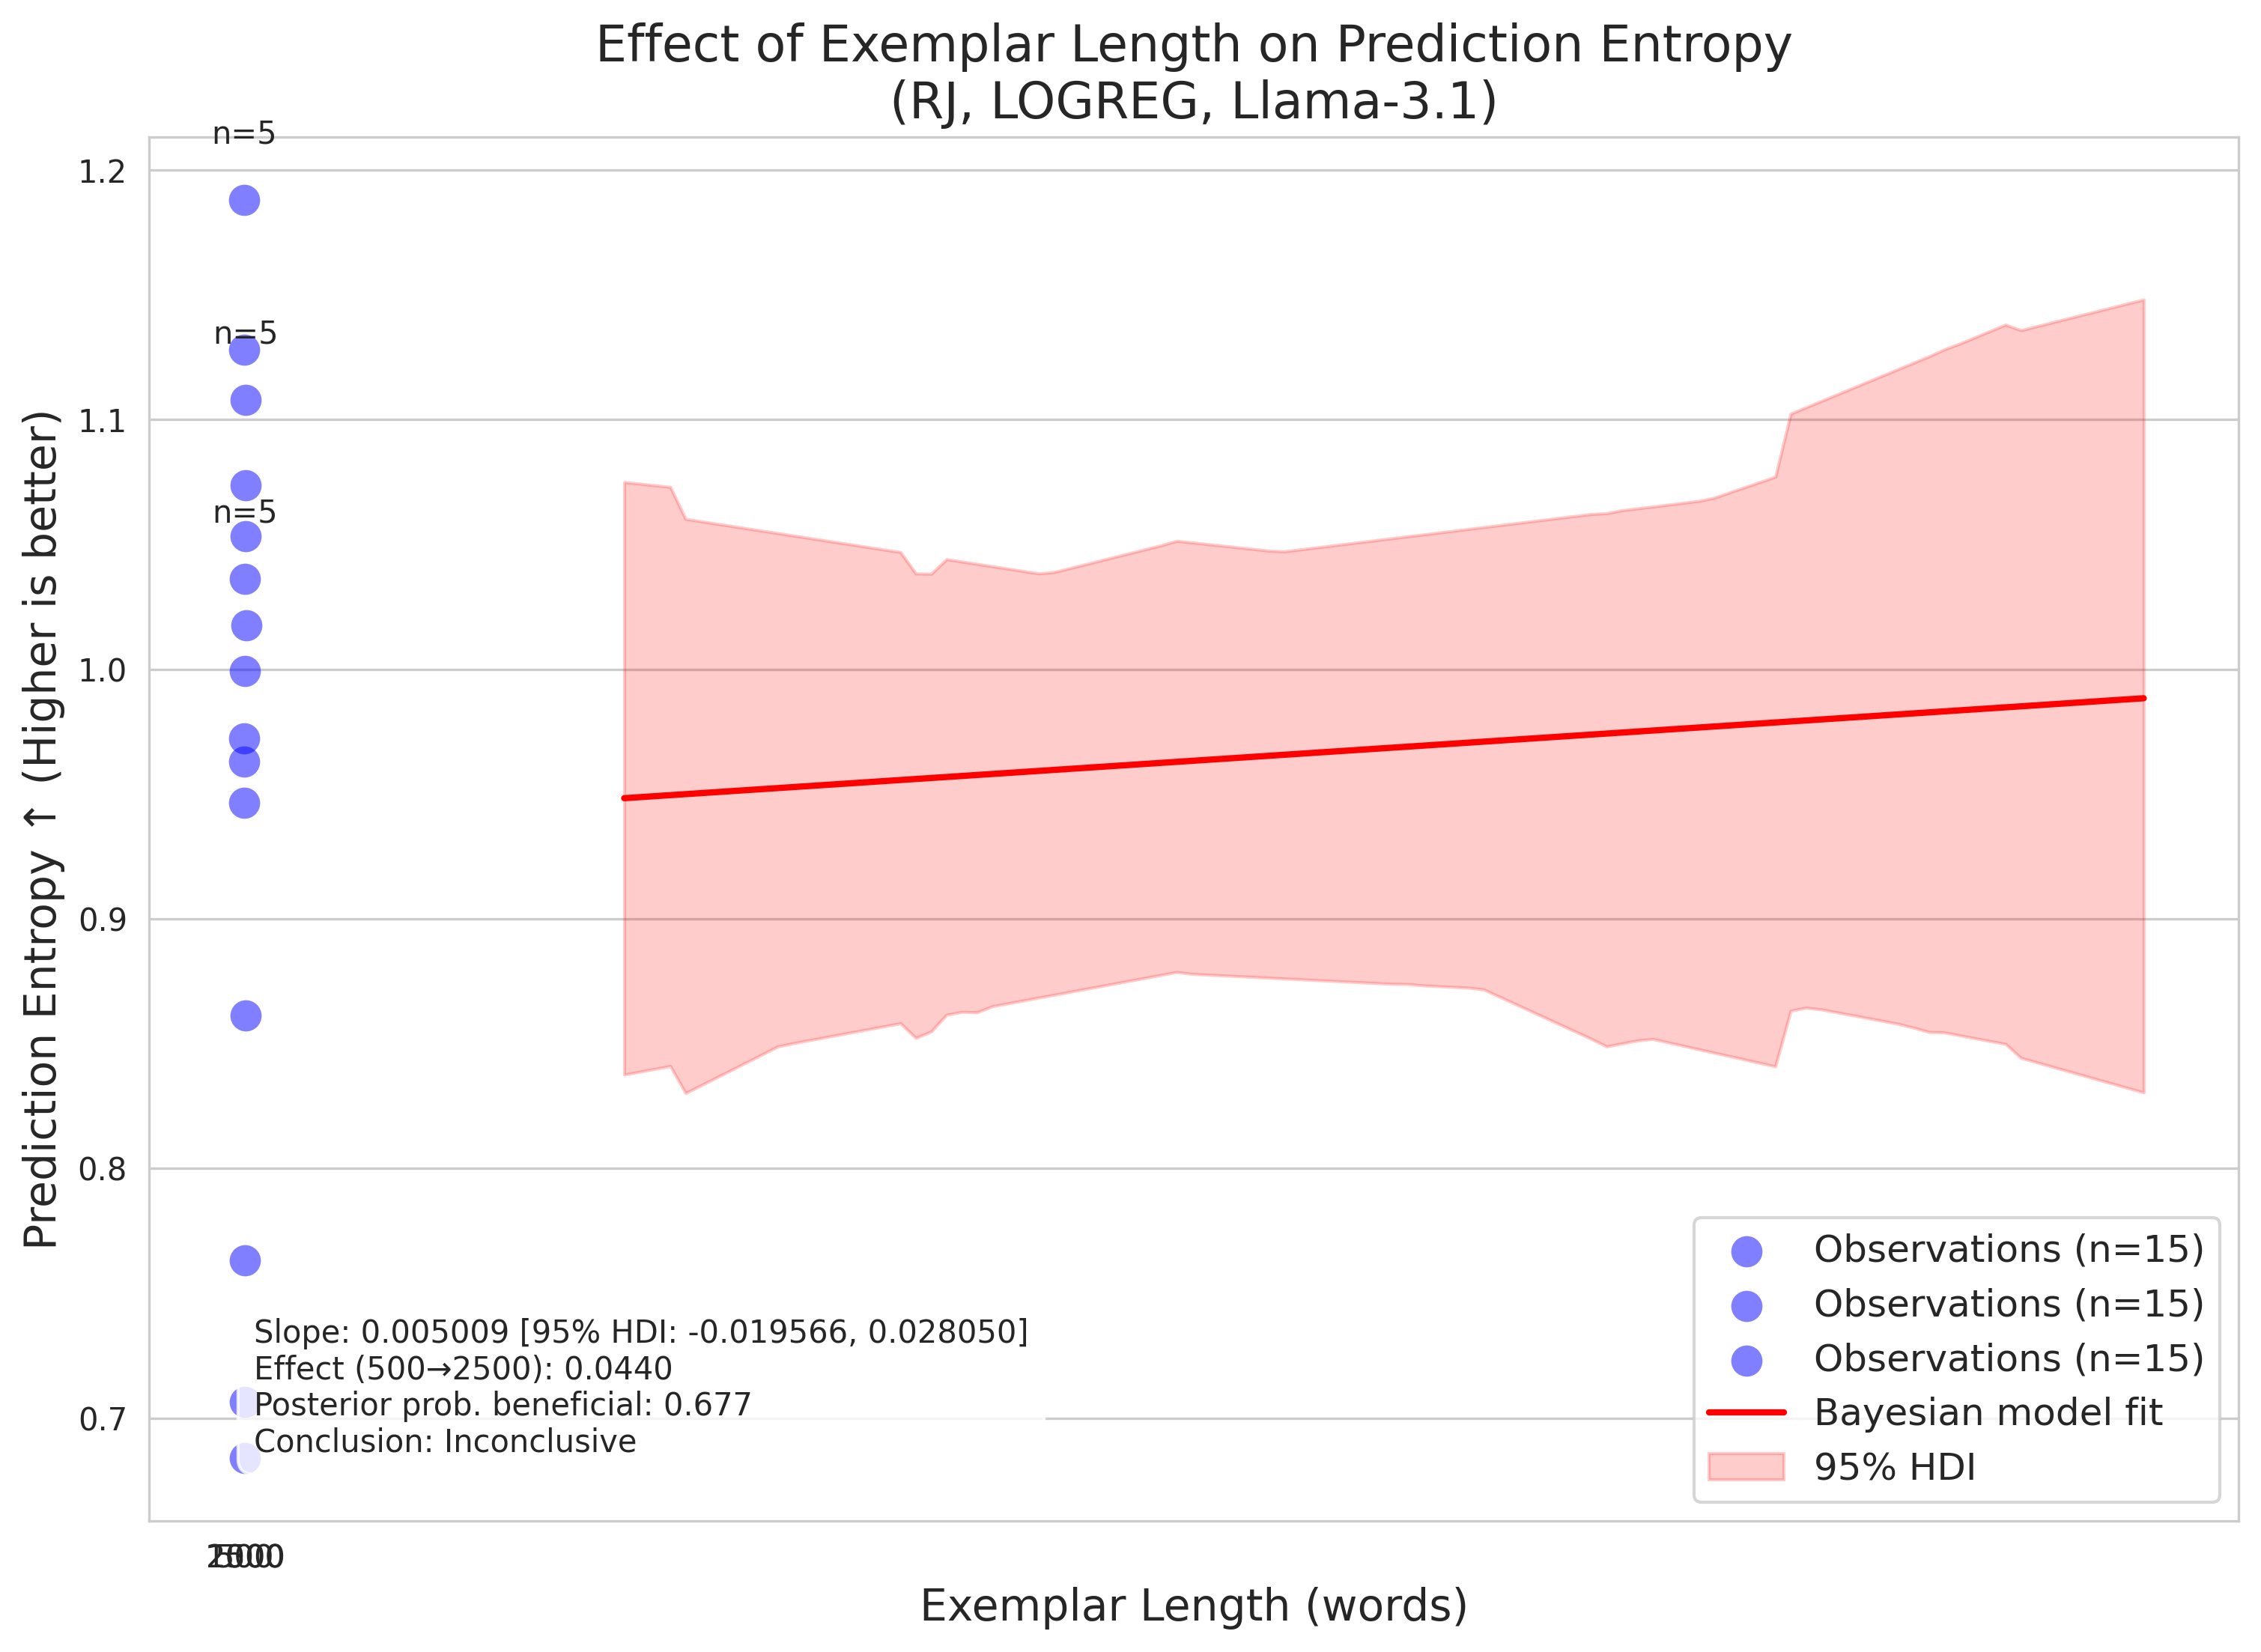 Effect of Exemplar Length on Prediction Entropy
(RJ, LOGREG, Llama-3.1)
n=5
n=5
n=5
1.2
1.1
1.0
0.9
0.8
0.7
Prediction Entropy ↑ (Higher is better)
Slope: 0.005009 [95% HDI: -0.019566, 0.028050]
Effect (500→2500): 0.0440
Posterior prob. beneficial: 0.677
Conclusion: Inconclusive
Observations (n=15)
Observations (n=15)
Observations (n=15)
Bayesian model fit
95% HDI
Exemplar Length (words)